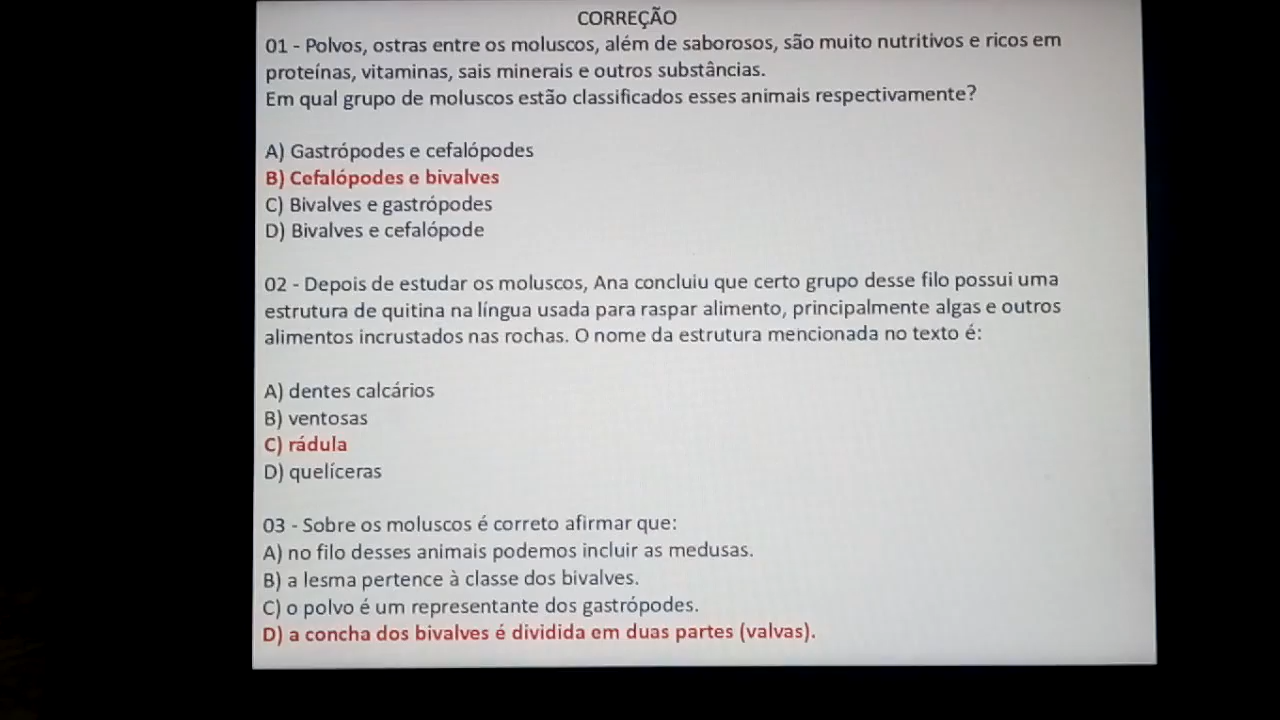 CORREÇÃO
01 - Polvos, ostras entre os moluscos, além de saborosos, são muito nutritivos e ricos em
proteínas, vitaminas, sais minerais e outros substâncias.
Em qual grupo de moluscos estão classificados esses animais respectivamente?
A) Gastrópodes e cefalópodes
B) Cefalópodes e bivalves
C) Bivalves e gastrópodes
D) Bivalves e cefalópode
02 - Depois de estudar os moluscos, Ana concluiu que certo grupo desse filo possui uma
estrutura de quitina na língua usada para raspar alimento, principalmente algas e outros
alimentos incrustados nas rochas. O nome da estrutura mencionada no texto é:
A) dentes calcários
B) ventosas
C) rádula
D) quelíceras
03 - Sobre os moluscos é correto afirmar que:
A) no filo desses animais podemos incluir as medusas.
B) a lesma pertence à classe dos bivalves.
C) o polvo é um representante dos gastrópodes.
D) a concha dos bivalves é dividida em duas partes (valvas).